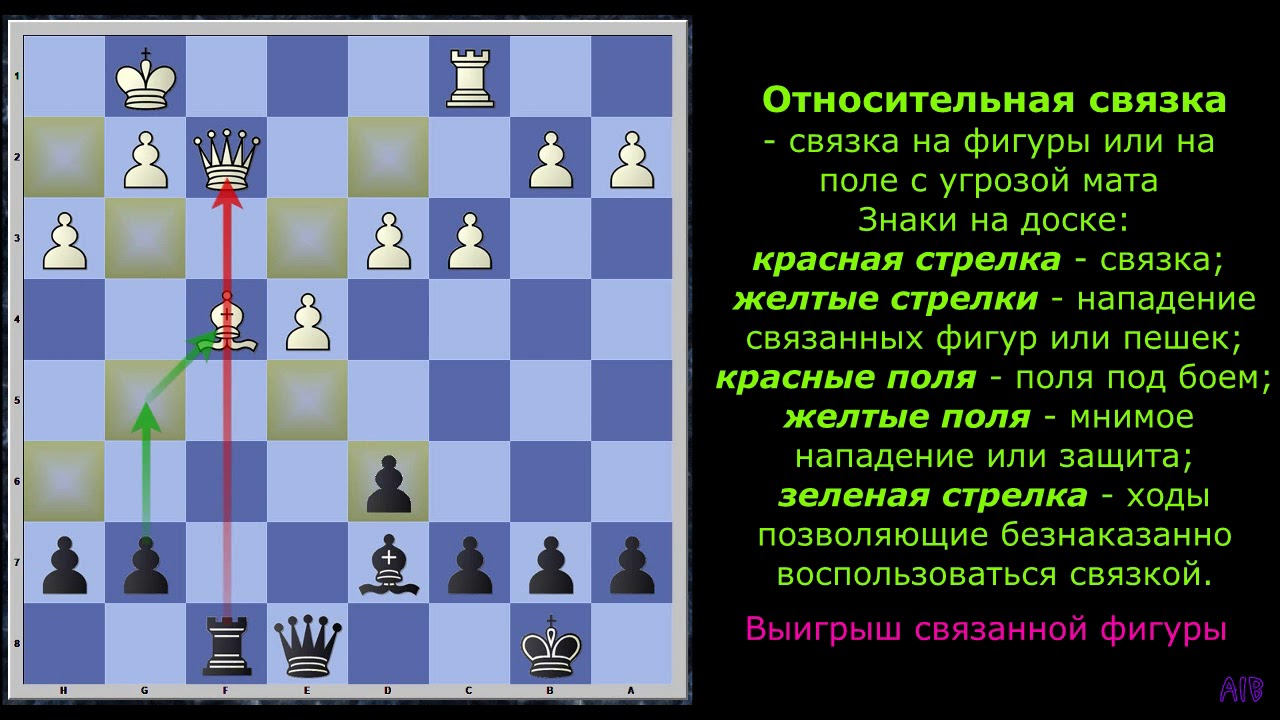 1
2
3
4
5
6
7
8
H G F E D C B A
Относительная связка
- связка на фигуры или на
поле с угрозой мата
Знаки на доске:
красная стрелка - связка;
желтые стрелки - нападение
связанных фигур или пешек;
красные поля - поля под боем;
желтые поля - мнимое
нападение или защита;
зеленая стрелка - ходы
позволяющие безнаказанно
воспользоваться связкой.
Выигрыш связанной фигуры
AIB